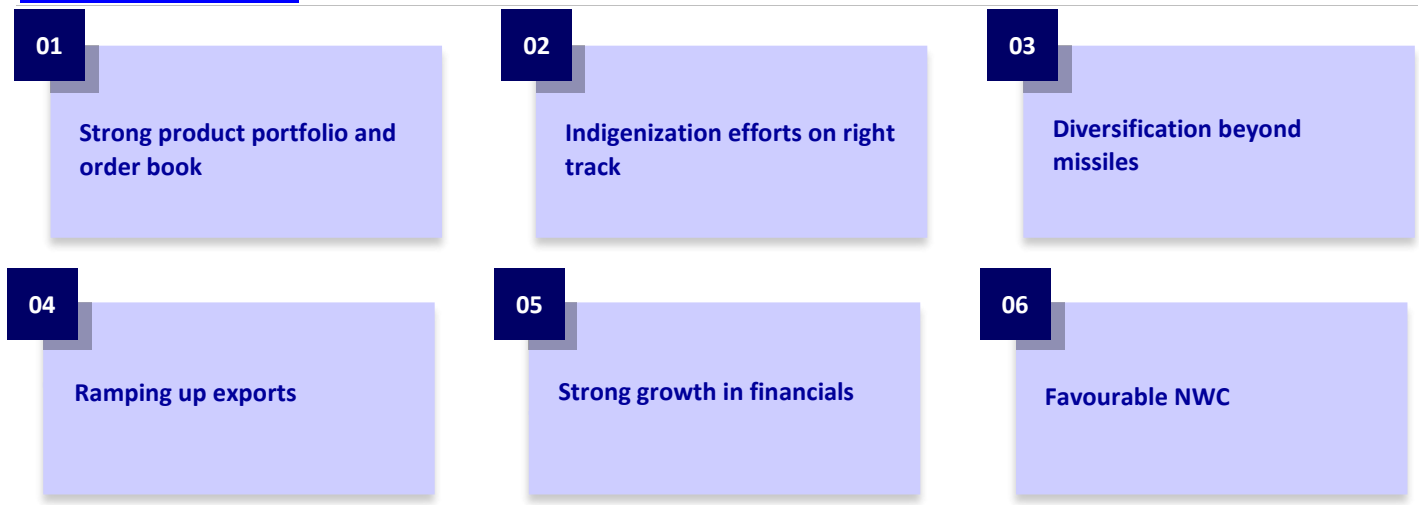 01
Strong product portfolio and
order book
02
Indigenization efforts on right
track
03
Diversification beyond
missiles
04
Ramping up exports
05
Strong growth in financials
06
Favourable NWC